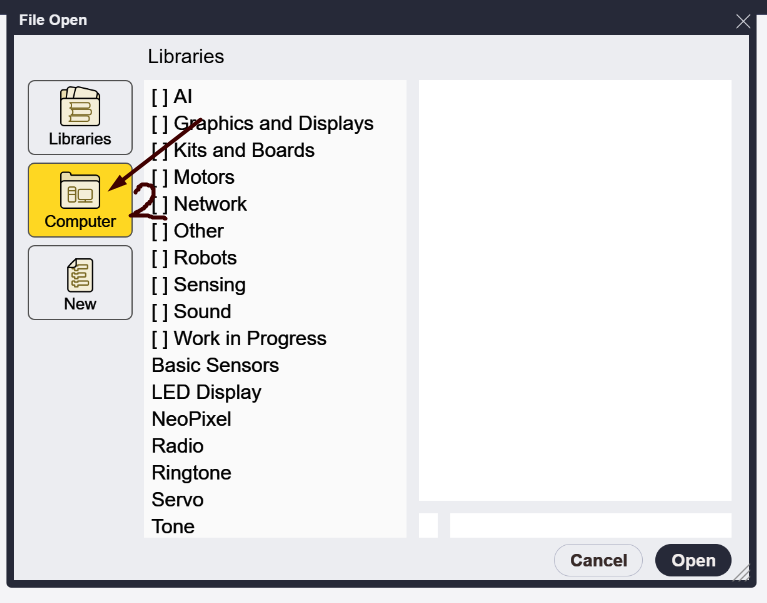 File Open
Libraries
Libraries
Computer
New
[ ] AI
[ ] Graphics and Displays
[ ] Kits and Boards
[ ] Motors
[ ] Network
[ ] Other
[ ] Robots
[ ] Sensing
[ ] Sound
[ ] Work in Progress
Basic Sensors
LED Display
NeoPixel
Radio
Ringtone
Servo
Tone
2
Cancel
Open